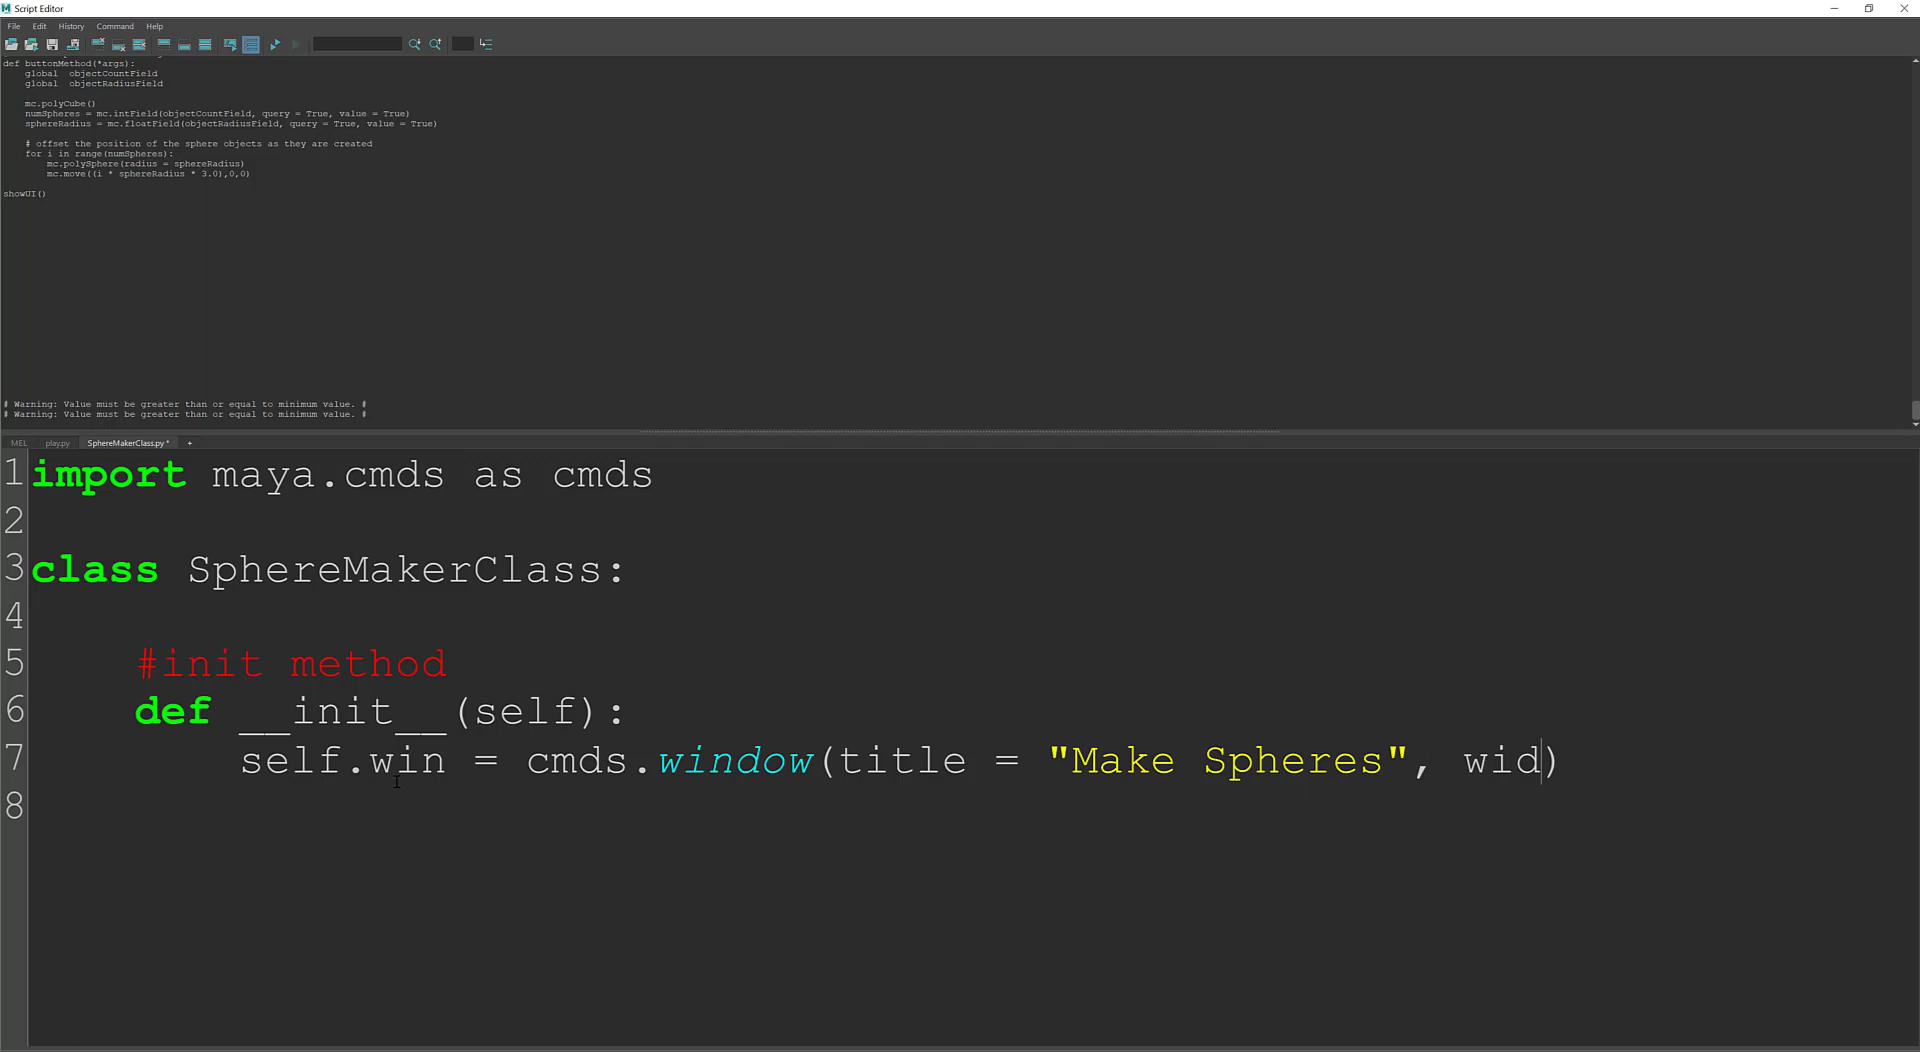 Script Editor
File Edit History Command Help
def buttonMethod(*args):
    global  objectCountField
    global  objectRadiusField
    mc.polyCube()
    numSpheres = mc.intField(objectCountField, query = True, value = True)
    sphereRadius = mc.floatField(objectRadiusField, query = True, value = True)
    # offset the position of the sphere objects as they are created
    for i in range(numSpheres):
        mc.polySphere(radius = sphereRadius)
        mc.move((i * sphereRadius * 3.0),0,0)
showUI()
# Warning: Value must be greater than or equal to minimum value. #
# Warning: Value must be greater than or equal to minimum value. #
MEL play.py SphereMakerClass.py * +
1 import maya.cmds as cmds
2
3 class SphereMakerClass:
4
5     #init method
6     def __init__(self):
7         self.win = cmds.window(title = "Make Spheres", wid)
8